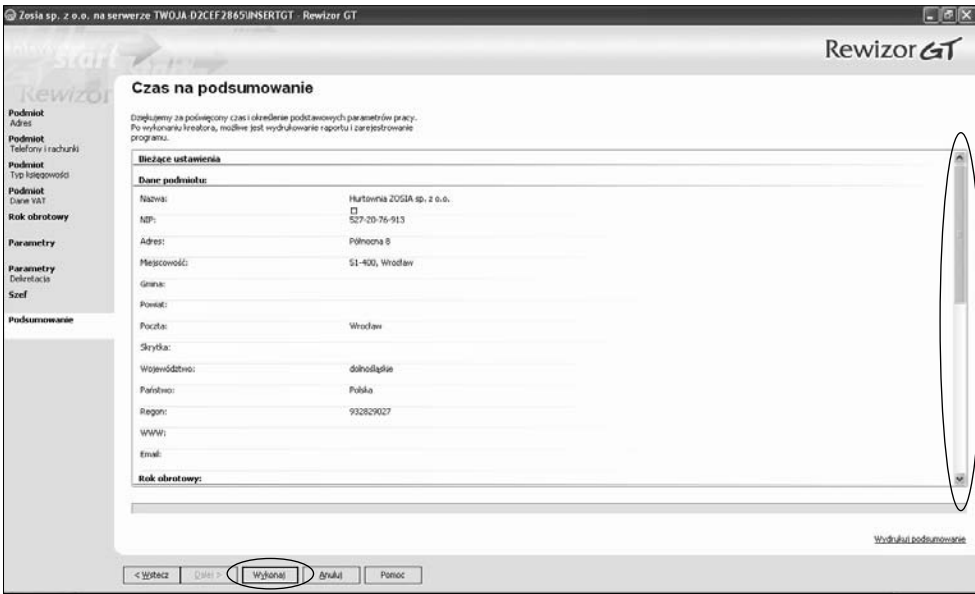 Zosia sp. z o.o. na serwerze TWOJA-D2CEF2865\INSERTGT - Rewizor GT
start
Rewizor
Rewizor GT
Czas na podsumowanie
Dziękujemy za poświęcony czas i określenie podstawowych parametrów pracy.
Po wykonaniu kreatora, możliwe jest wydrukowanie raportu i zarejestrowanie
programu.
Podmiot
Adres
Podmiot
Telefony i rachunki
Podmiot
Typ księgowości
Podmiot
Dane VAT
Rok obrotowy
Parametry
Parametry
Dekretacja
Szef
Podsumowanie
Bieżące ustawienia
Dane podmiotu:
Nazwa: Hurtownia ZOSIA sp. z o.o.
NIP: 527-20-76-913
Adres: Północna 8
Miejscowość: 51-400, Wrocław
Gmina:
Powiat:
Poczta: Wrocław
Skrytka:
Województwo: dolnośląskie
Państwo: Polska
Regon: 932829027
WWW:
Email:
Rok obrotowy:
Wydrukuj podsumowanie
< Wstecz Dalej > Wykonaj Anuluj Pomoc